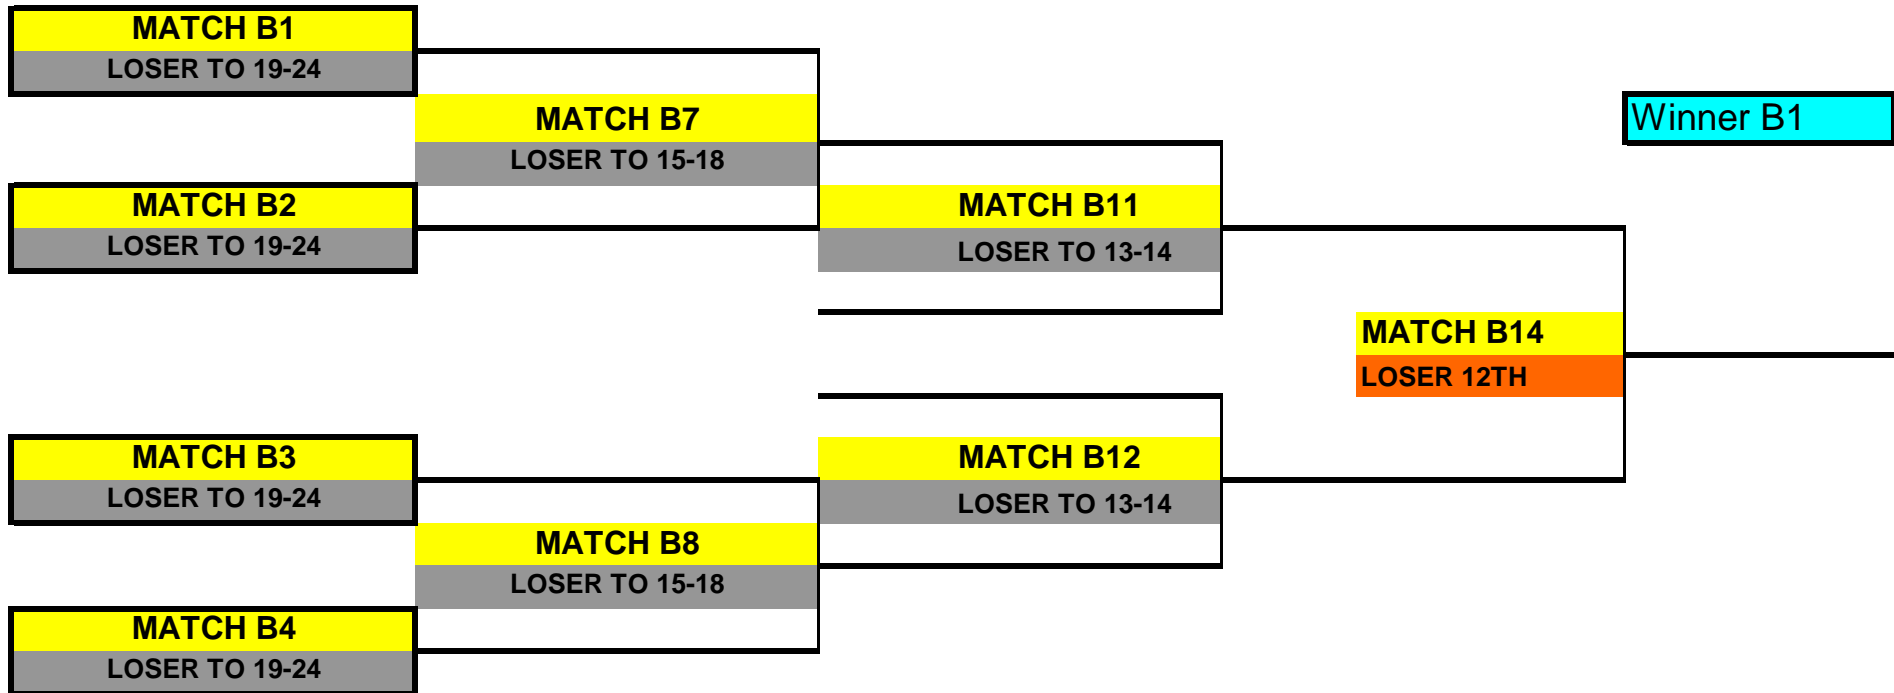 MATCH B1
LOSER TO 19-24
MATCH B7
LOSER TO 15-18
Winner B1
MATCH B2
LOSER TO 19-24
MATCH B11
LOSER TO 13-14
MATCH B14
LOSER 12TH
MATCH B3
LOSER TO 19-24
MATCH B12
LOSER TO 13-14
MATCH B8
LOSER TO 15-18
MATCH B4
LOSER TO 19-24